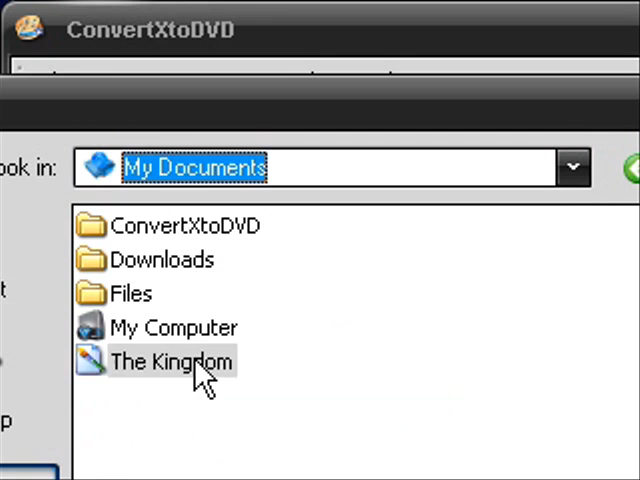 ConvertXtoDVD
ook in:
My Documents
ConvertXtoDVD
Downloads
Files
t
My Computer
The Kingdom
p